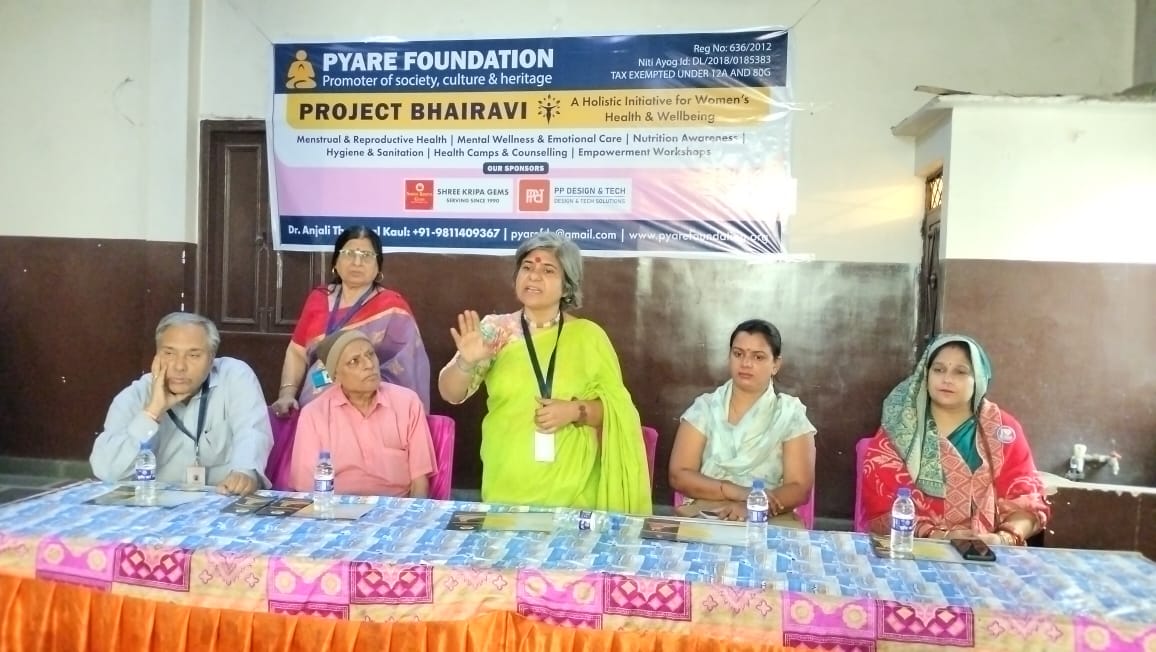 PYARE FOUNDATION
Promoter of society, culture & heritage
Reg No: 636/2012
Niti Ayog Id: DL/2018/0185383
TAX EXEMPTED UNDER 12A AND 80G
PROJECT BHAIRAVI
A Holistic Initiative for Women's
Health & Wellbeing
Menstrual & Reproductive Health | Mental Wellness & Emotional Care | Nutrition Awareness |
Hygiene & Sanitation | Health Camps & Counselling | Empowerment Workshops
OUR SPONSORS
SHREE KRIPA GEMS
SERVING SINCE 1990
PP DESIGN & TECH
DESIGN & TECH SOLUTIONS
Dr. Anjali Kaul: +91-9811409367 | @gmail.com | www.pyarefoundation.org